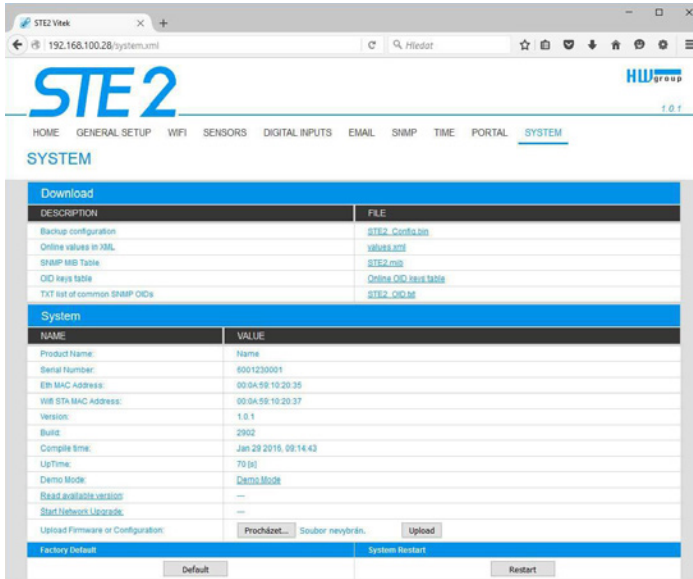 STE2 Vitek
192.168.100.28/system.xml
Hledat
STE2
HWgroup
1.0.1
HOME GENERAL SETUP WIFI SENSORS DIGITAL INPUTS EMAIL SNMP TIME PORTAL SYSTEM
SYSTEM
Download
DESCRIPTION FILE
Backup configuration STE2_Config.bin
Online values in XML values.xml
SNMP MIB Table STE2.mib
OID keys table Online OID keys table
TXT list of common SNMP OIDs STE2_OID.txt
System
NAME VALUE
Product Name: Name
Serial Number: 6001230001
Eth MAC Address: 00:0A:59:10:20:35
Wifi STA MAC Address: 00:0A:59:10:20:37
Version: 1.0.1
Build: 2902
Compile time: Jan 29 2016, 09:14:43
UpTime: 70 [s]
Demo Mode: Demo Mode
Read available version ---
Start Network Upgrade: ---
Upload Firmware or Configuration: Procházet... Soubor nevybrán. Upload
Factory Default System Restart
Default Restart